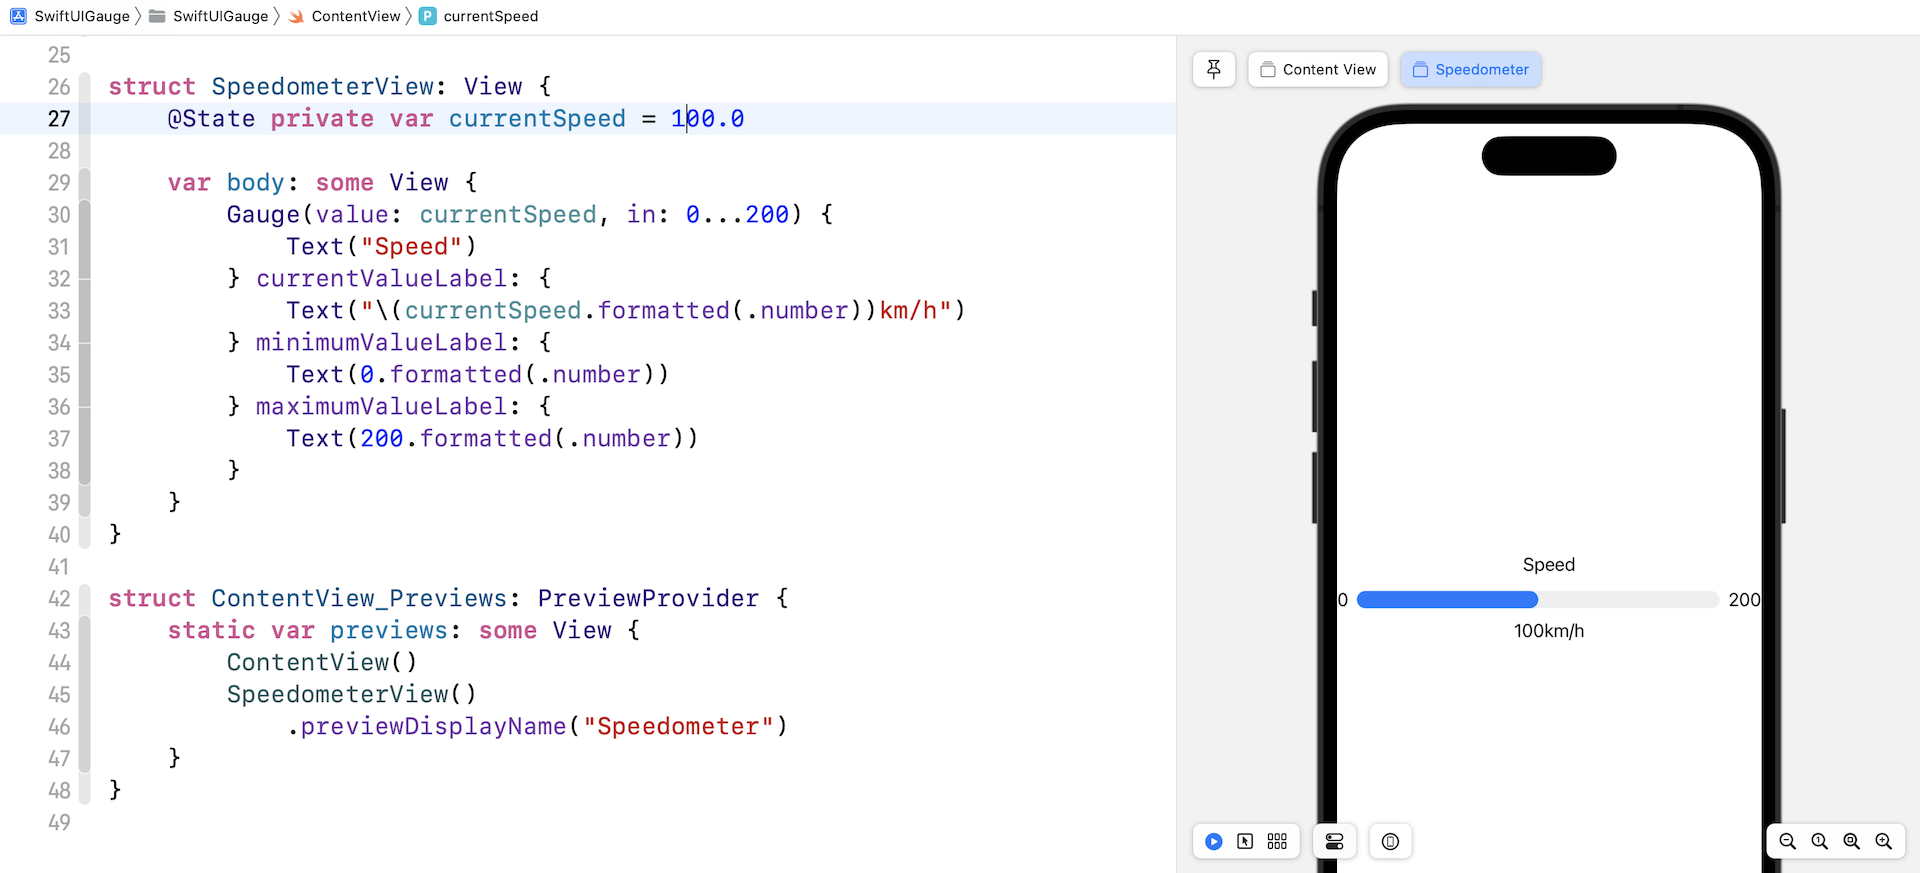 SwiftUIGauge 〉 SwiftUIGauge 〉 ContentView 〉 P currentSpeed
25
26 struct SpeedometerView: View {
27     @State private var currentSpeed = 100.0
28
29     var body: some View {
30         Gauge(value: currentSpeed, in: 0...200) {
31             Text("Speed")
32         } currentValueLabel: {
33             Text("\(currentSpeed.formatted(.number))km/h")
34         } minimumValueLabel: {
35             Text(0.formatted(.number))
36         } maximumValueLabel: {
37             Text(200.formatted(.number))
38         }
39     }
40 }
41
42 struct ContentView_Previews: PreviewProvider {
43     static var previews: some View {
44         ContentView()
45         SpeedometerView()
46             .previewDisplayName("Speedometer")
47     }
48 }
49
Content View
Speedometer
Speed
0 200
100km/h